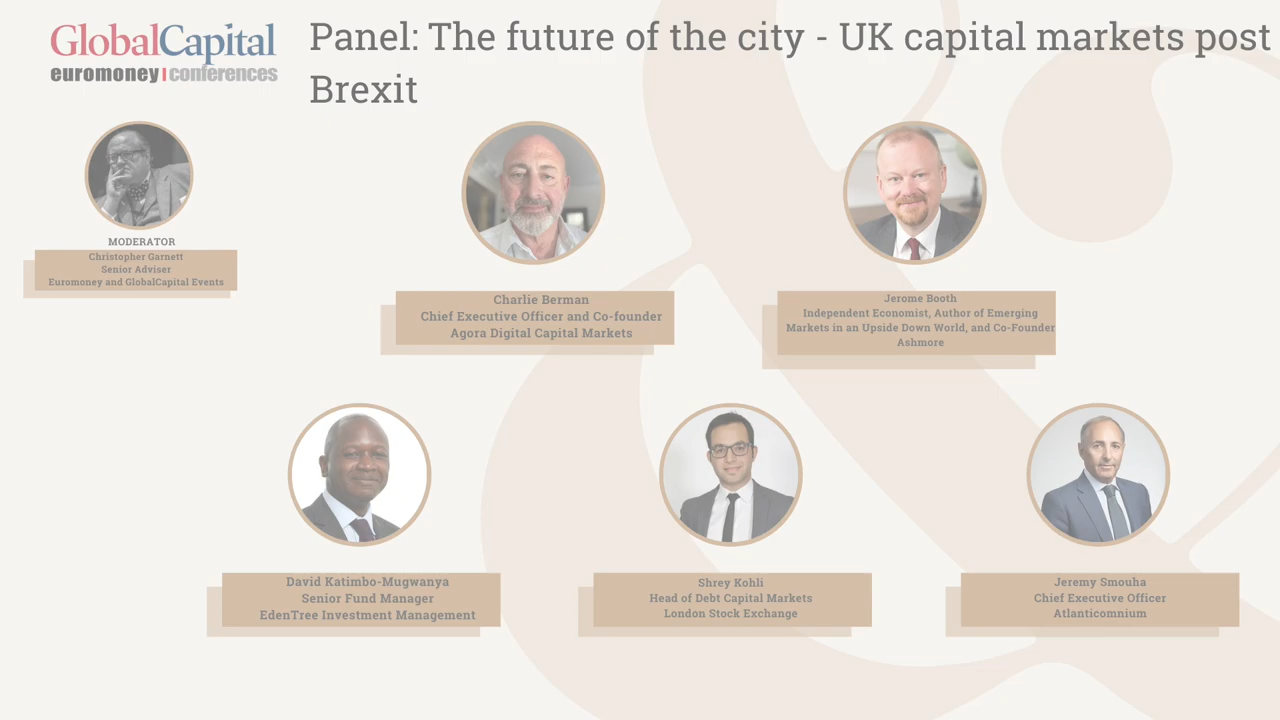 GlobalCapital
euromoney conferences
Panel: The future of the city - UK capital markets post
Brexit
MODERATOR
Christopher Garnett
Senior Adviser
Euromoney and GlobalCapital Events
Charlie Berman
Chief Executive Officer and Co-founder
Agora Digital Capital Markets
Jerome Booth
Independent Economist, Author of Emerging
Markets in an Upside Down World, and Co-Founder
Ashmore
David Katimbo-Mugwanya
Senior Fund Manager
EdenTree Investment Management
Shrey Kohli
Head of Debt Capital Markets
London Stock Exchange
Jeremy Smouha
Chief Executive Officer
Atlanticomnium